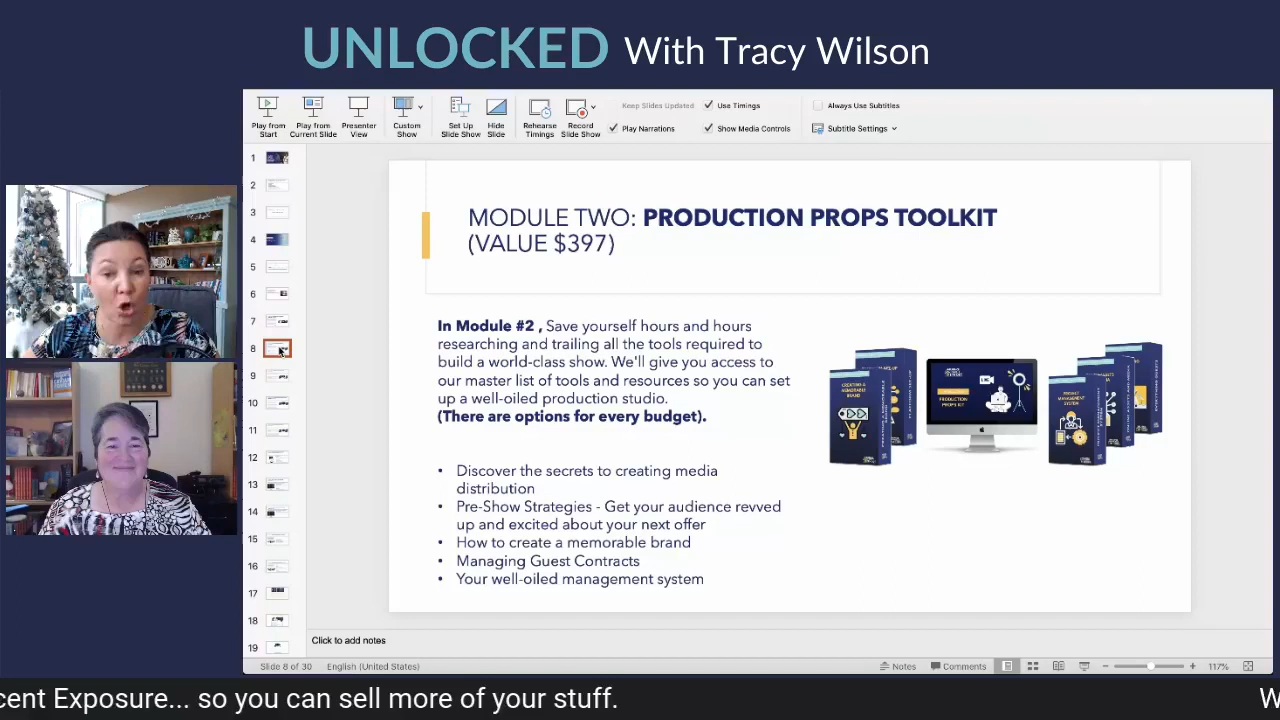 UNLOCKED With Tracy Wilson
Keep Slides Updated
Use Timings
Always Use Subtitles
Play from Start
Play from Current Slide
Presenter View
Custom Show
Set Up Slide Show
Hide Slide
Rehearse Timings
Record Slide Show
Play Narrations
Show Media Controls
Subtitle Settings
1
2
3
4
5
6
7
8
9
10
11
12
13
14
15
16
17
18
19
MODULE TWO: PRODUCTION PROPS TOOLKIT
(VALUE $397)
In Module #2 , Save yourself hours and hours
researching and trailing all the tools required to
build a world-class show. We'll give you access to
our master list of tools and resources so you can set
up a well-oiled production studio.
(There are options for every budget).
• Discover the secrets to creating media
distribution
• Pre-Show Strategies - Get your audience revved
up and excited about your next offer
• How to create a memorable brand
• Managing Guest Contracts
• Your well-oiled management system
CREATING A
MEMORABLE
BRAND
PRODUCTION
PROPS KIT
PROJECT
MANAGEMENT
SYSTEM
Click to add notes
Slide 8 of 30
English (United States)
Notes
Comments
117%
cent Exposure... so you can sell more of your stuff.
W